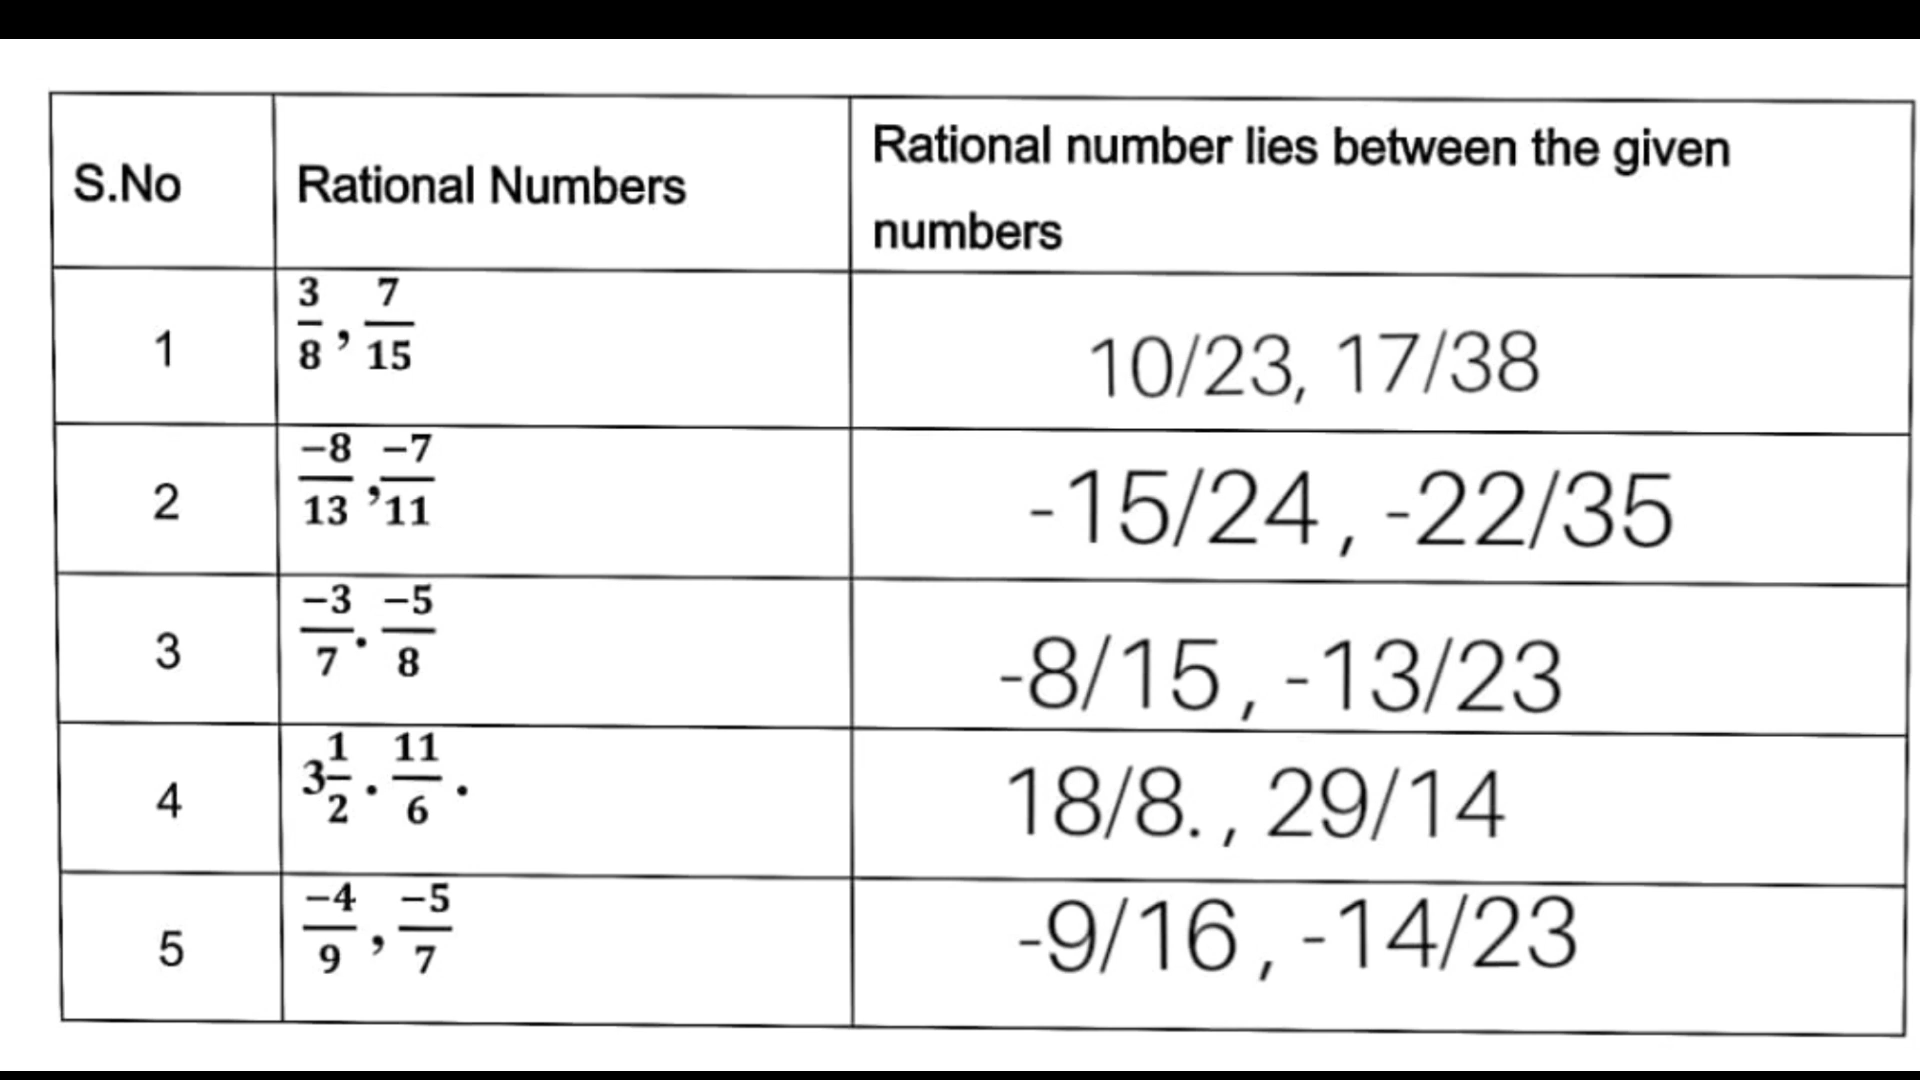 S.No Rational Numbers Rational number lies between the given
numbers
1 3/8 , 7/15 10/23, 17/38
2 −8/13 , −7/11 -15/24 , -22/35
3 −3/7 . −5/8 -8/15 , -13/23
4 3 1/2 . 11/6 . 18/8. , 29/14
5 −4/9 , −5/7 -9/16 , -14/23